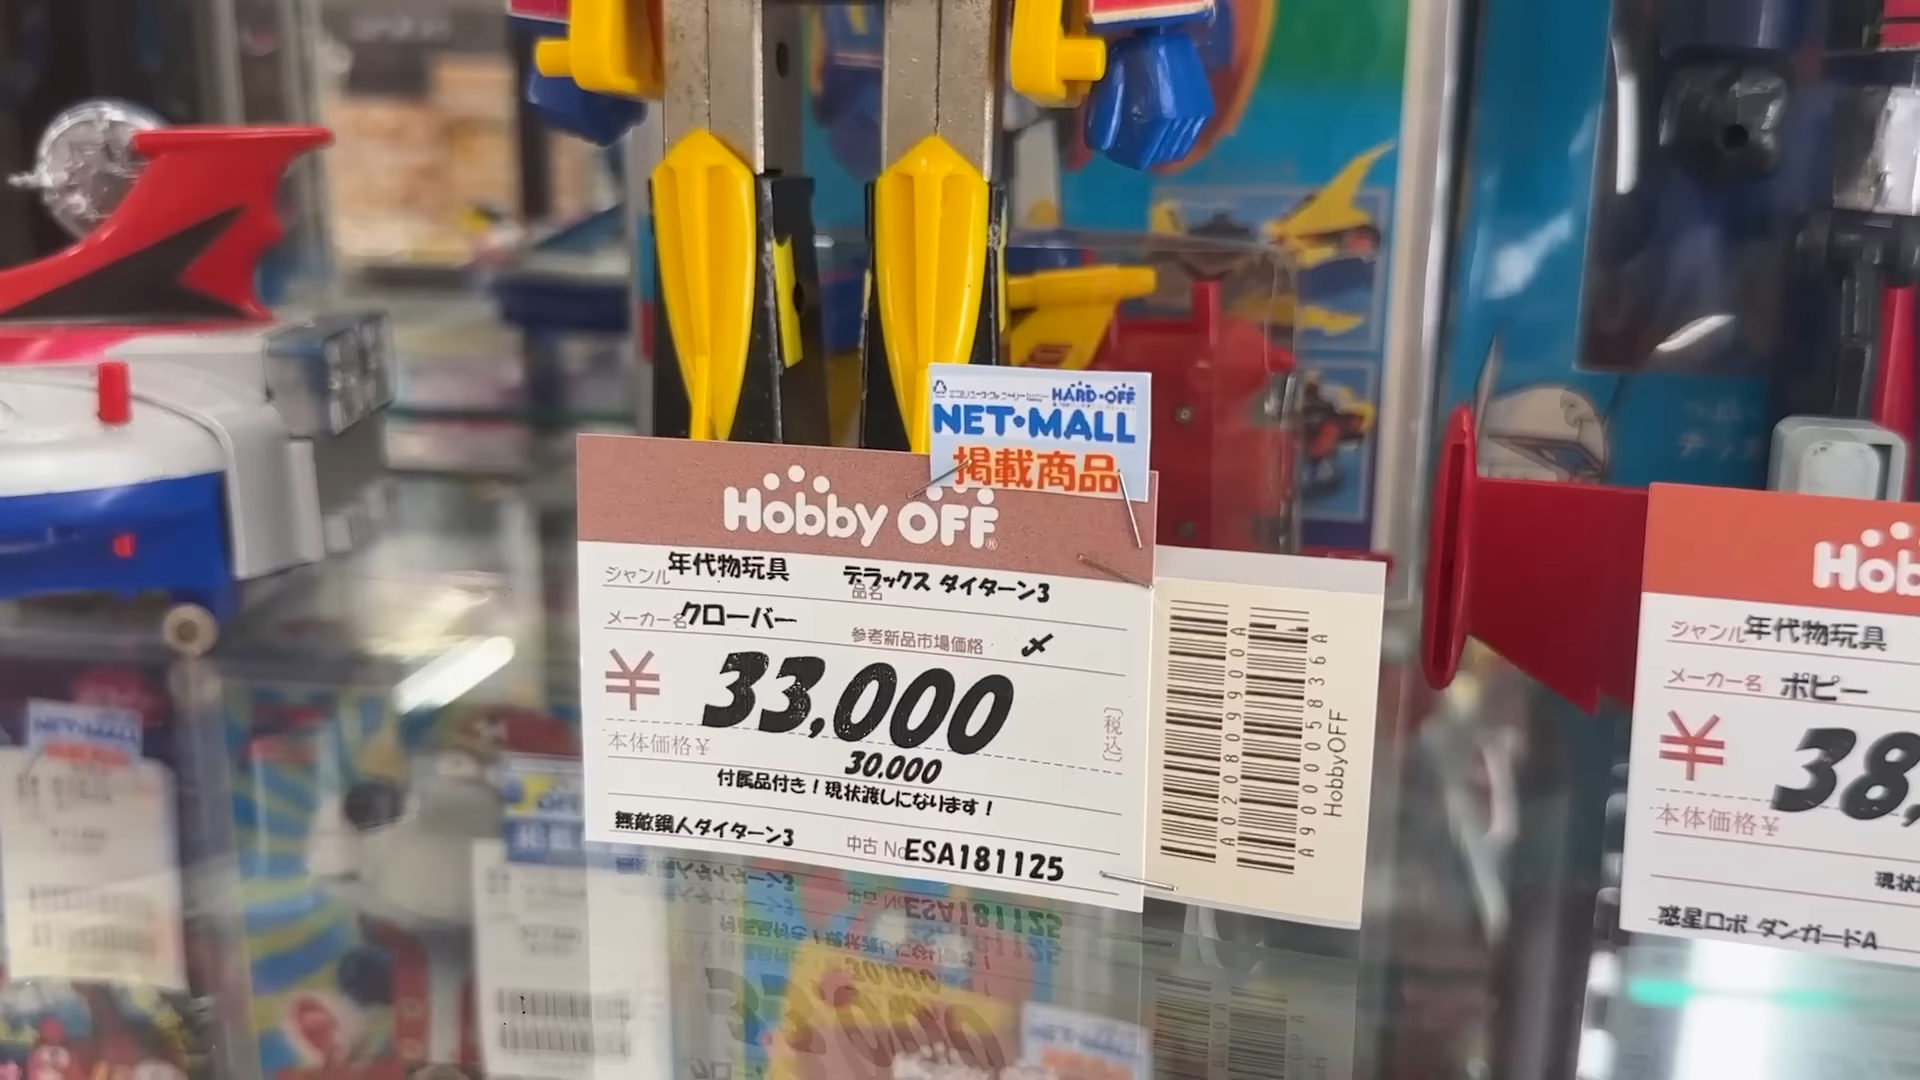 HARD・OFF
NET・MALL
掲載商品
Hobby OFF®
ジャンル 年代物玩具
品名 デラックス ダイターン3
メーカー名 クローバー
参考新品市場価格
¥ 33,000 〔税込〕
本体価格¥ 30.000
付属品付き!現状渡しになります!
無敵鋼人ダイターン3
中古 No ESA181125
A020809900A
A9000005836A
HobbyOFF
Hob
ジャンル 年代物玩具
メーカー名 ポピー
¥ 38,
本体価格¥
現状
惑星ロボ ダンガードA